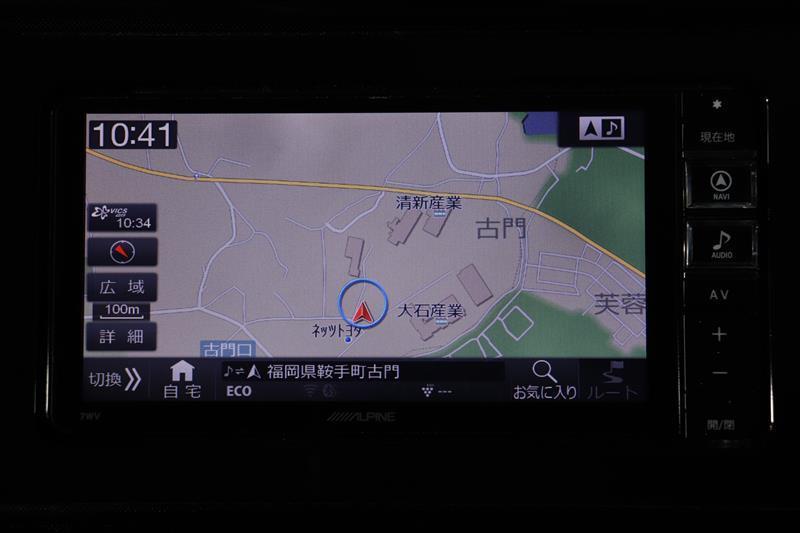 10:41
現在地
VICS
10:34
清新産業
古門
NAVI
AUDIO
広域
100m
詳細
大石産業
ネッツトヨタ
芙蓉
AV
古門口
切換
自宅
福岡県鞍手町古門
ECO
---
お気に入り
ルート
+
-
7WV
ALPINE
開/閉